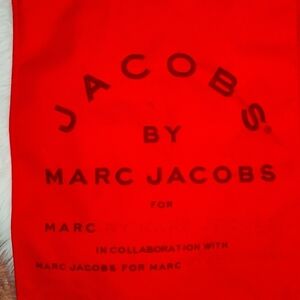 JACOBS
BY
MARC JACOBS
FOR
MARC
IN COLLABORATION WITH
MARC JACOBS FOR MARC